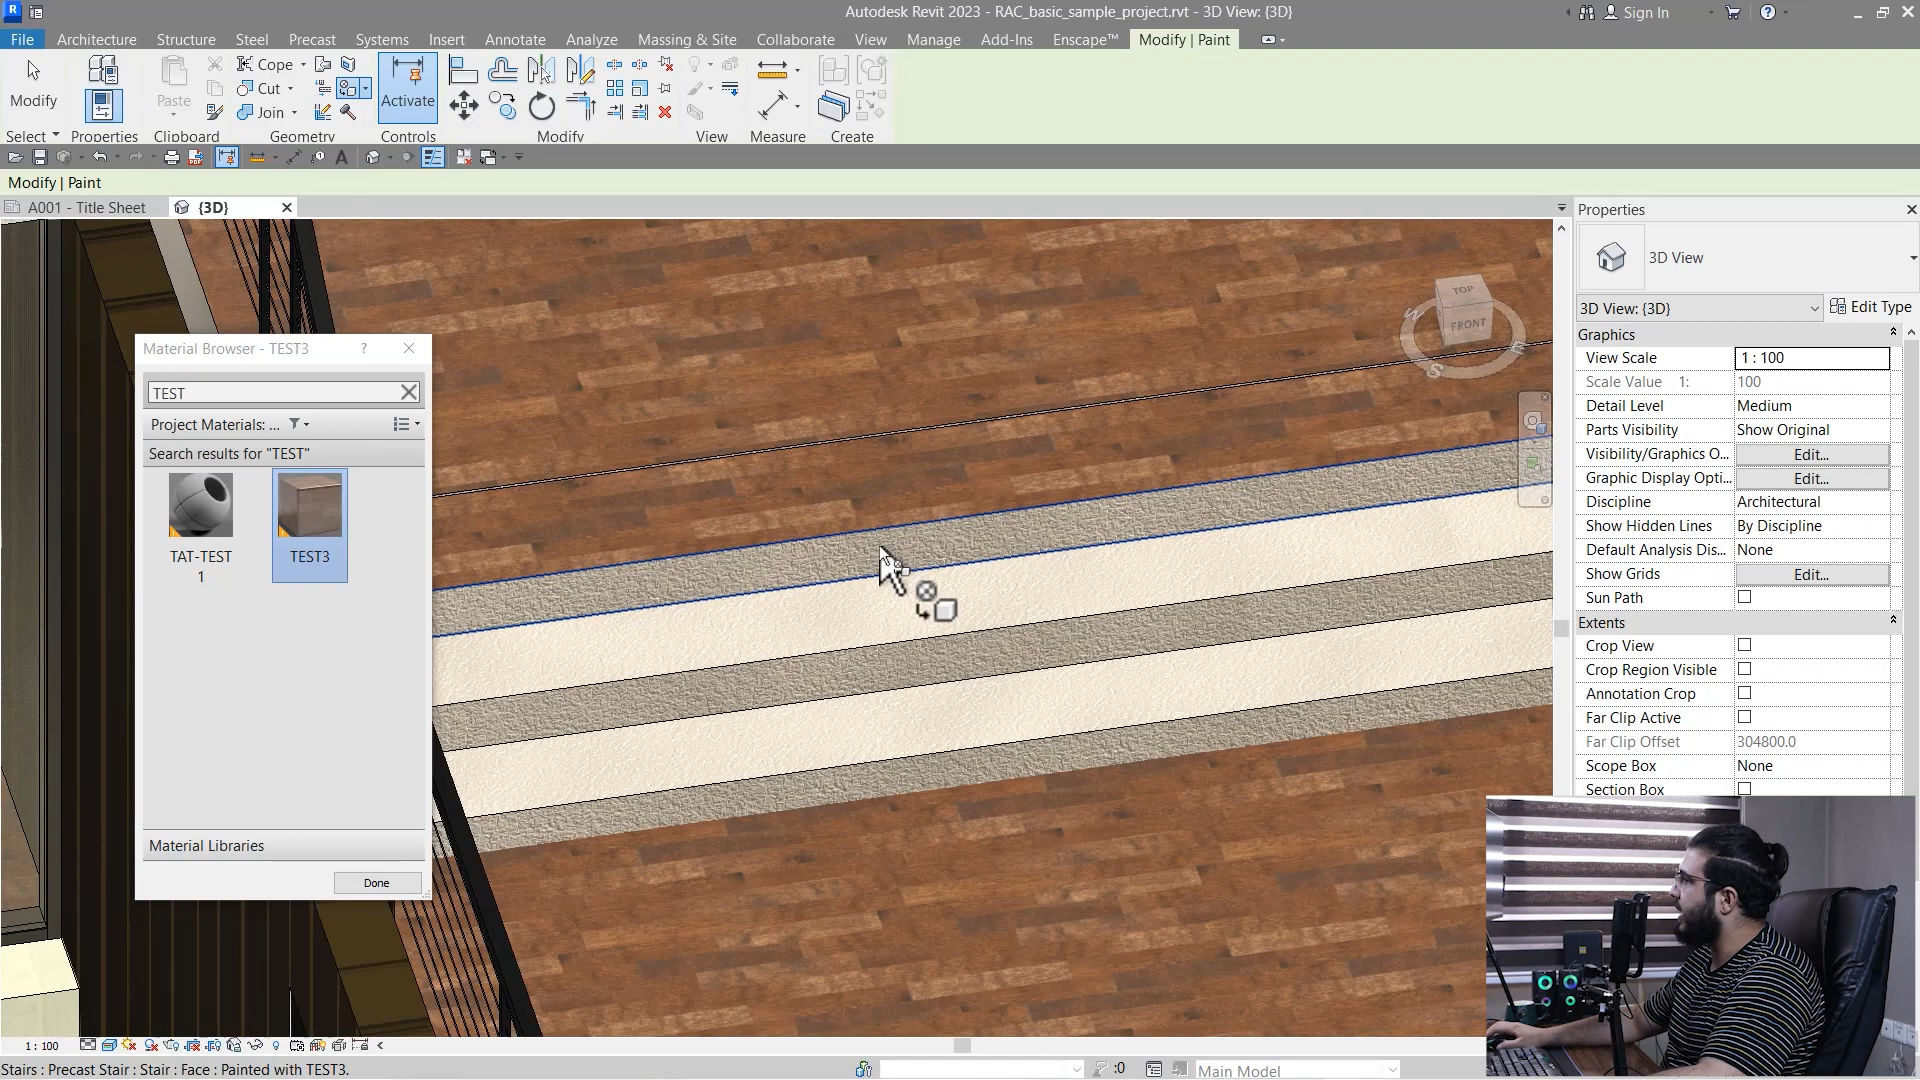 Autodesk Revit 2023 - RAC_basic_sample_project.rvt - 3D View: {3D}
Sign In
File Architecture Structure Steel Precast Systems Insert Annotate Analyze Massing & Site Collaborate View Manage Add-Ins Enscape™ Modify | Paint
Modify
Paste
Cope
Cut
Join
Activate
Select Properties Clipboard Geometry Controls Modify View Measure Create
Modify | Paint
A001 - Title Sheet
{3D}
Properties
3D View
3D View: {3D}
Edit Type
Graphics
View Scale 1 : 100
Scale Value 1: 100
Detail Level Medium
Parts Visibility Show Original
Visibility/Graphics O... Edit...
Graphic Display Opti... Edit...
Discipline Architectural
Show Hidden Lines By Discipline
Default Analysis Dis... None
Show Grids Edit...
Sun Path
Extents
Crop View
Crop Region Visible
Annotation Crop
Far Clip Active
Far Clip Offset 304800.0
Scope Box None
Section Box
TOP
FRONT
W
S
E
Material Browser - TEST3
?
TEST
Project Materials: ...
Search results for "TEST"
TAT-TEST
1
TEST3
Material Libraries
Done
1 : 100
Stairs : Precast Stair : Stair : Face : Painted with TEST3.
:0
Main Model